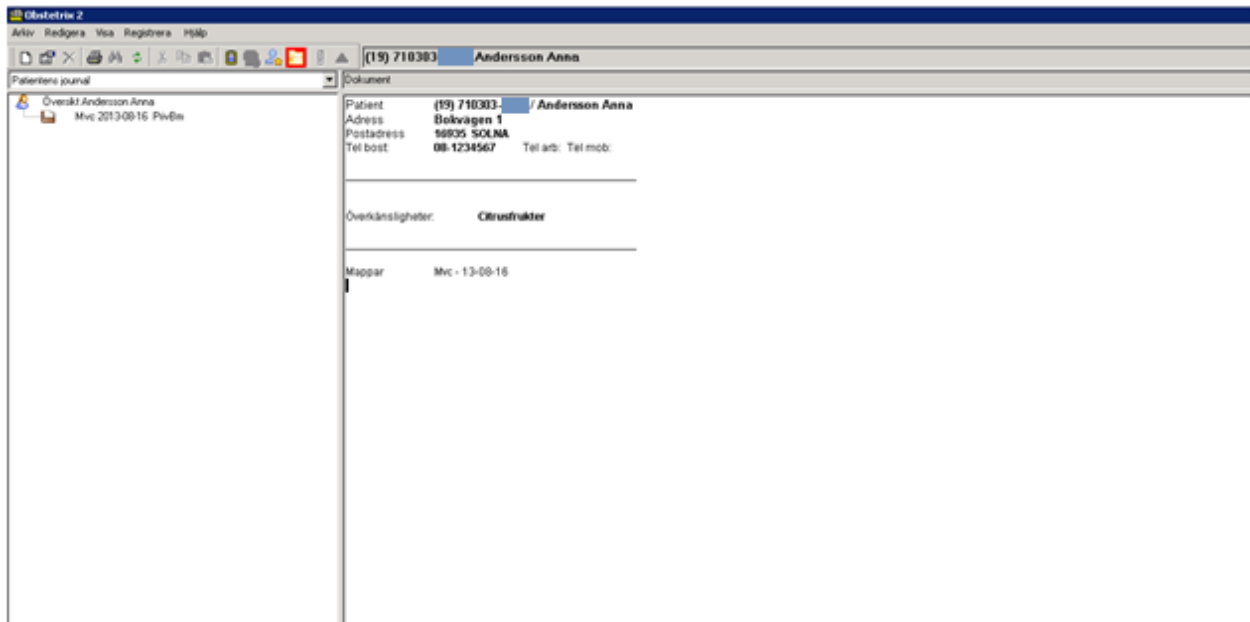 Obstetrix 2
Arkiv Redigera Visa Registrera Hjälp
(19) 710303 Andersson Anna
Patientens journal
Dokument
Översikt Andersson Anna
Mvc 2013-08-16 PrivBm
Patient (19) 710303- / Andersson Anna
Adress Bokvägen 1
Postadress 16935 SOLNA
Tel bost: 08-1234567 Tel arb: Tel mob:
Överkänsligheter: Citrusfrukter
Mappar Mvc - 13-08-16